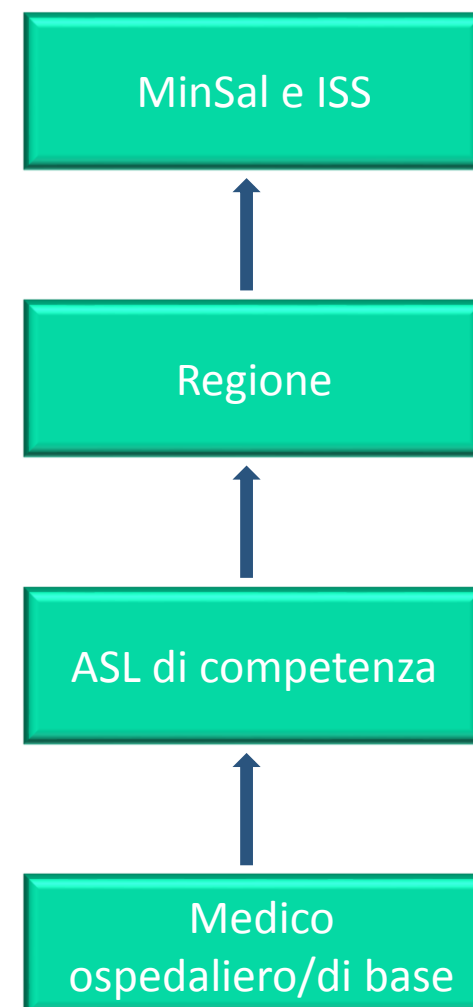 MinSal e ISS
Regione
ASL di competenza
Medico
ospedaliero/di base